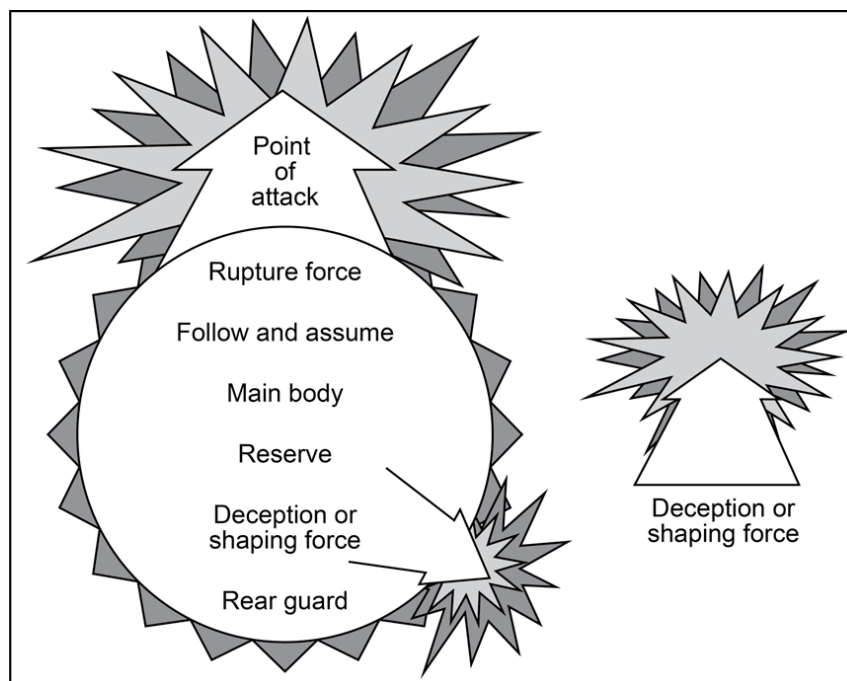 Point
of
attack
Rupture force
Follow and assume
Main body
Reserve
Deception or
shaping force
Rear guard
Deception or
shaping force